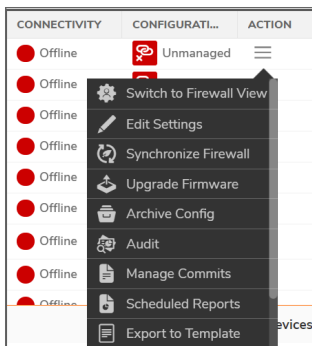 CONNECTIVITY CONFIGURATI... ACTION
Offline Unmanaged
Offline
Switch to Firewall View
Offline
Edit Settings
Offline
Synchronize Firewall
Offline
Upgrade Firmware
Offline
Archive Config
Offline
Audit
Offline
Manage Commits
Offline
Scheduled Reports
evices
Export to Template